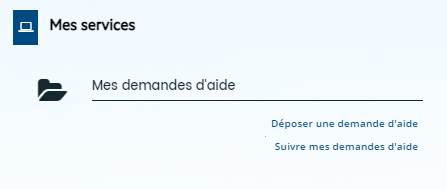 Mes services
Mes demandes d'aide
Déposer une demande d'aide
Suivre mes demandes d'aide